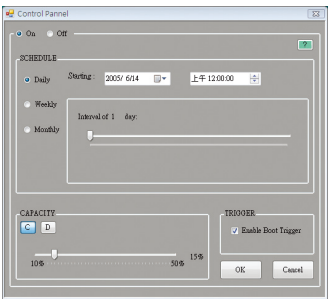 Control Pannel
On Off
?
SCHEDULE
Daily Starting : 2005/ 6/14 上午 12:00:00
Weekly
Monthly
Interval of 1 day:
CAPACITY
C D
10% 50% 15%
TRIGGER
Enable Boot Trigger
OK Cancel